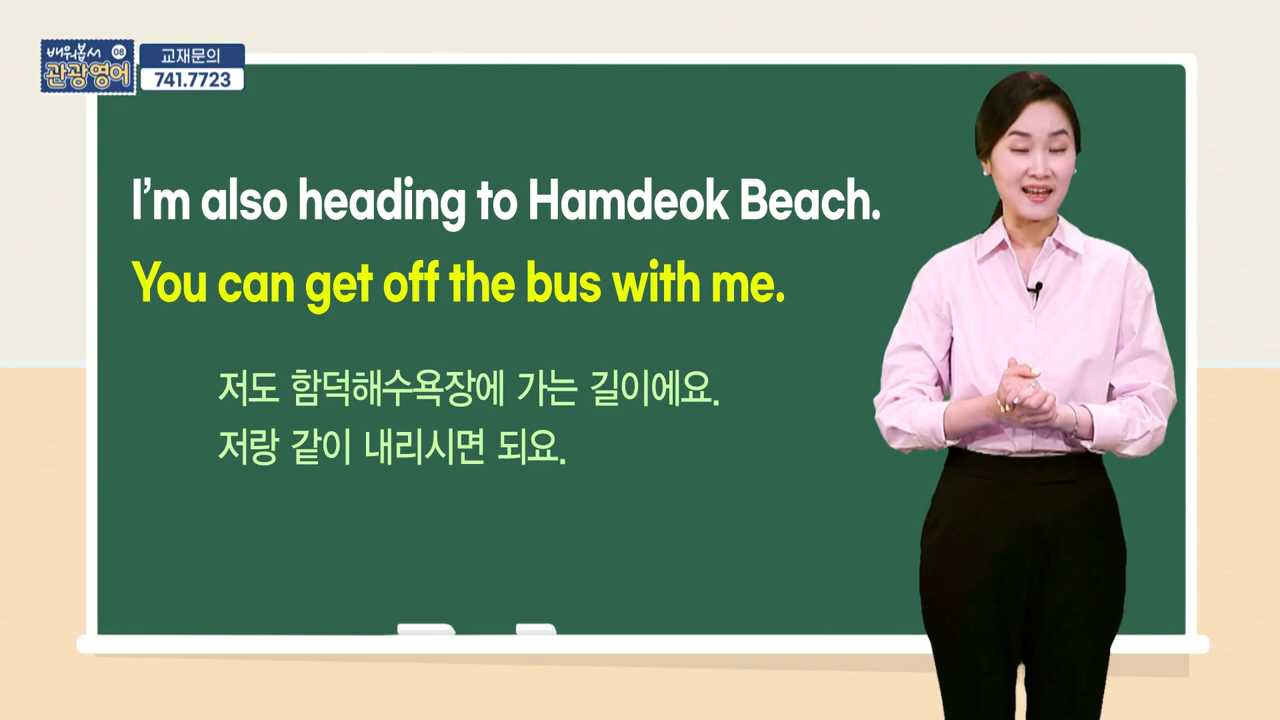 배워봅서 08
관광영어
교재문의
741.7723
I'm also heading to Hamdeok Beach.
You can get off the bus with me.
저도 함덕해수욕장에 가는 길이에요.
저랑 같이 내리시면 되요.